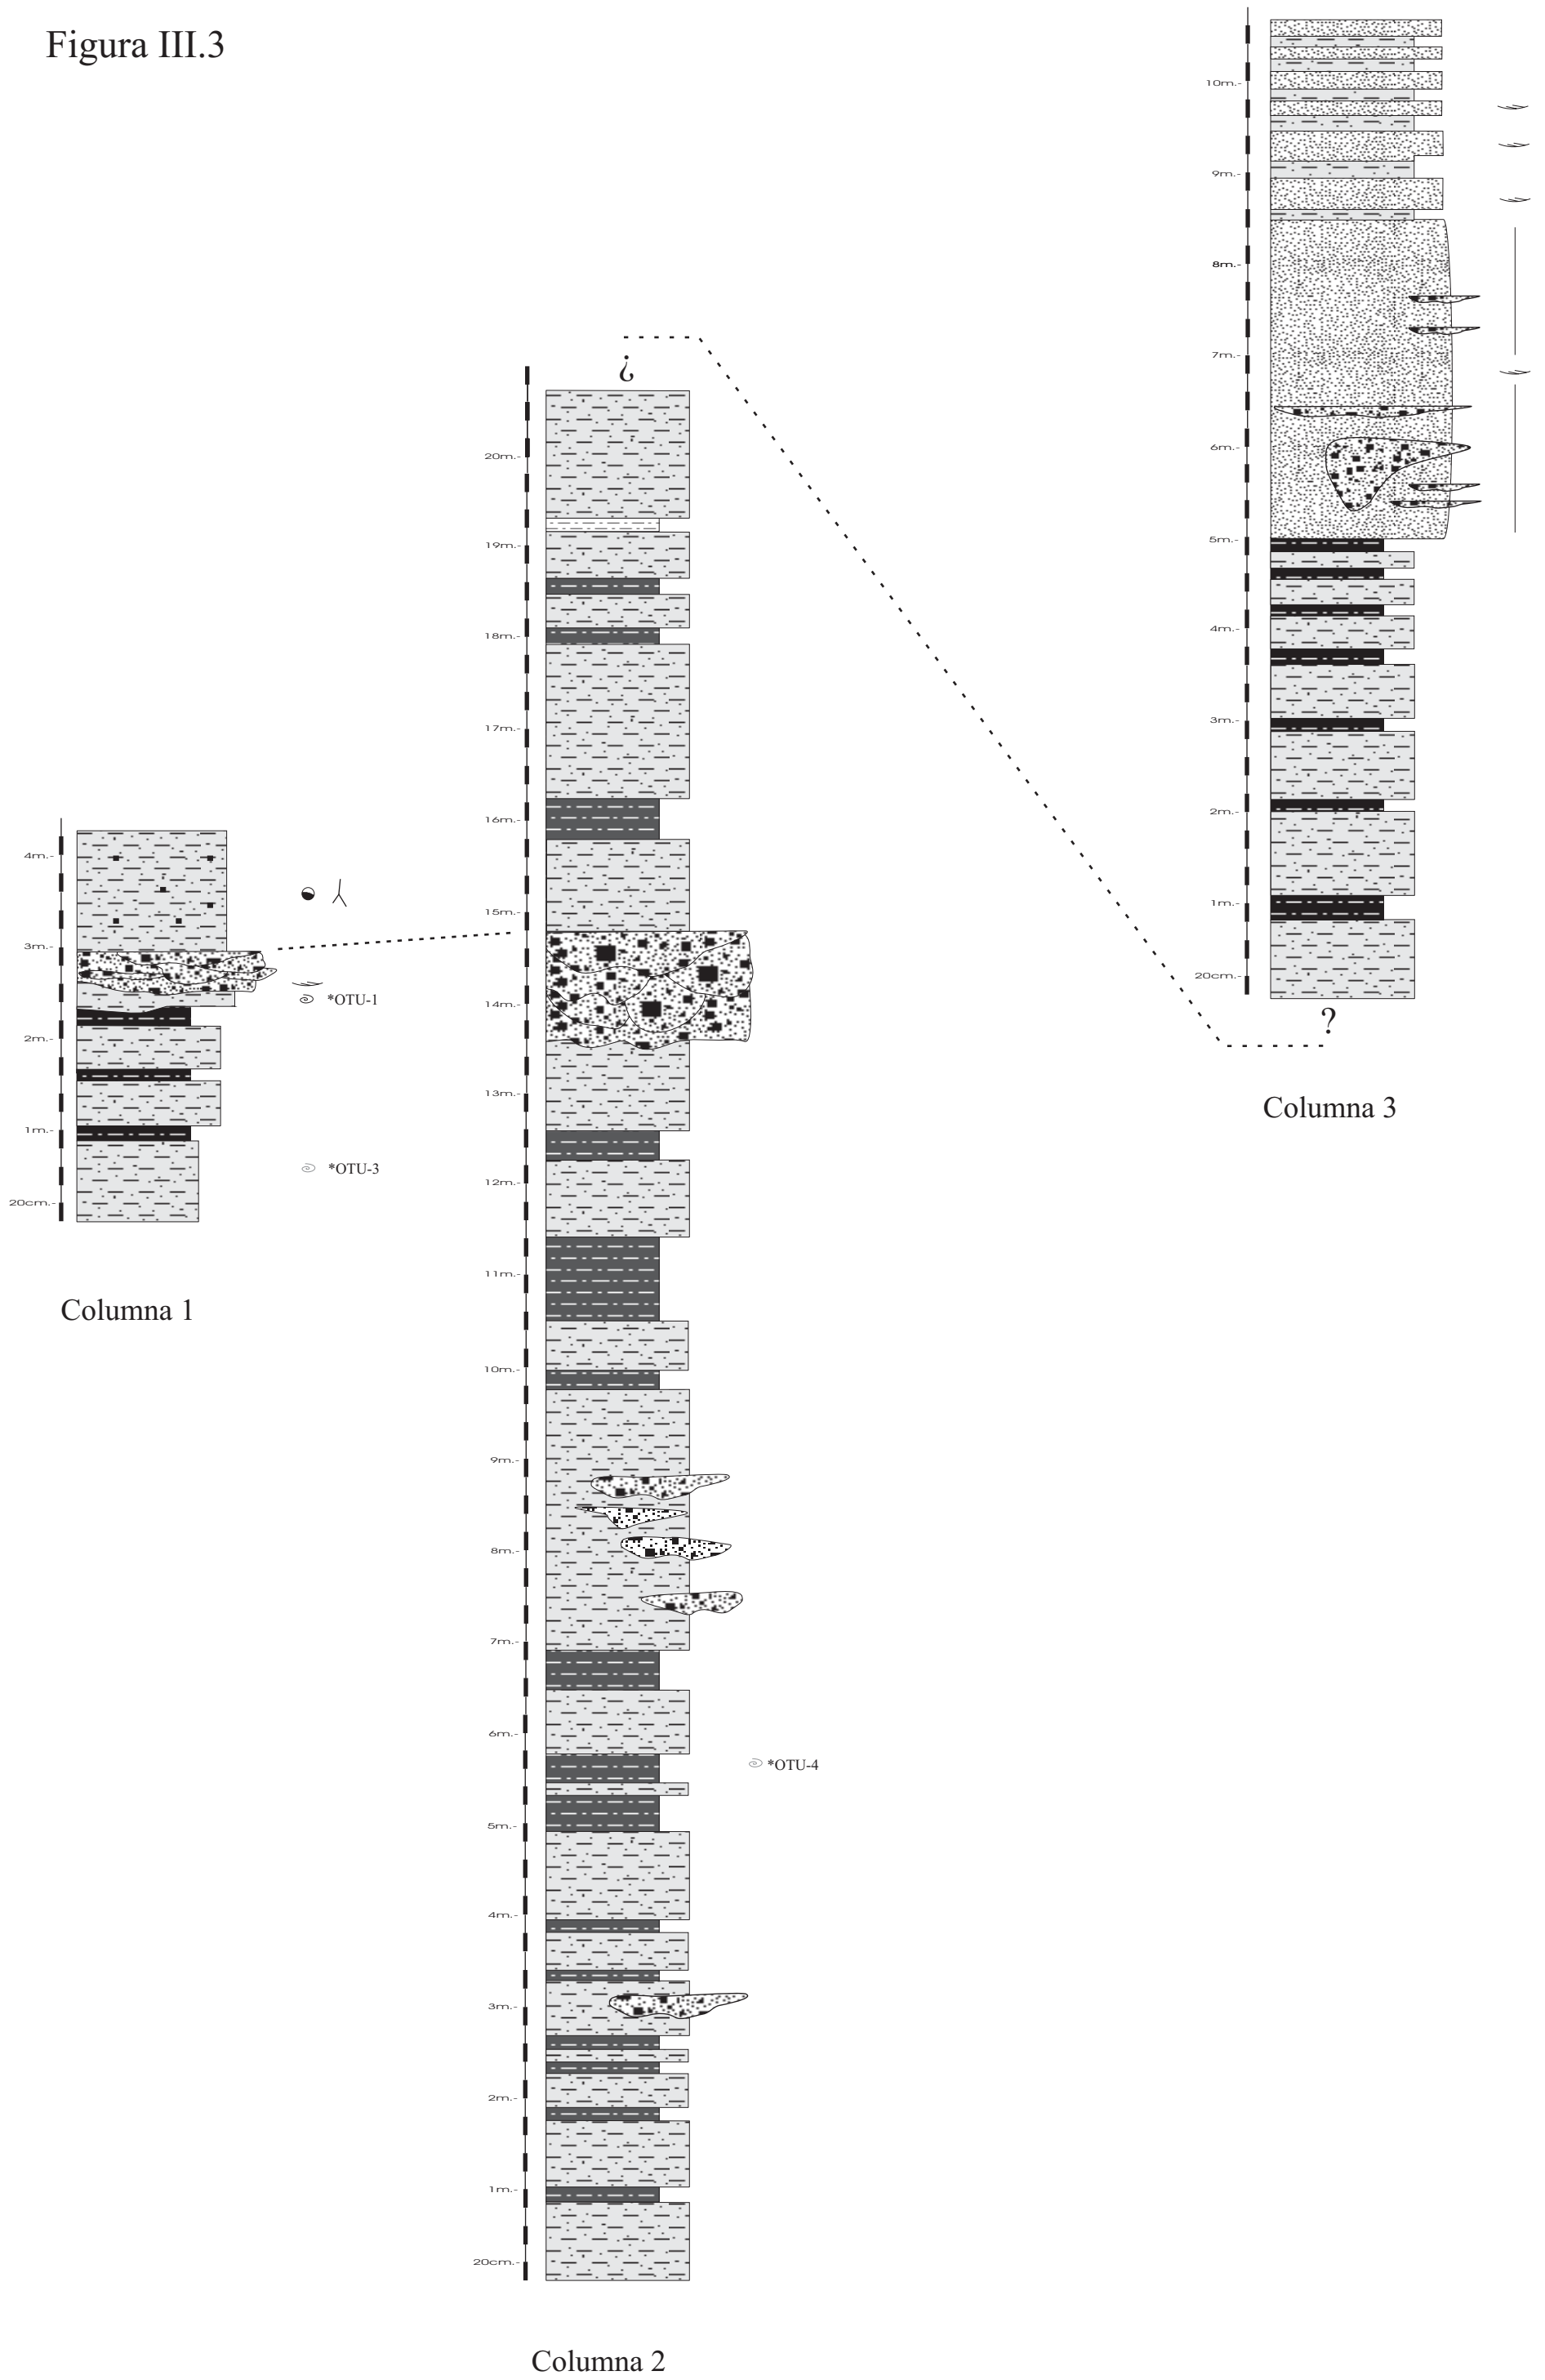 Figura III.3
4m.-
3m.-
*OTU-1
2m.-
1m.-
*OTU-3
20cm.-
Columna 1
¿
20m.-
19m.-
18m.-
17m.-
16m.-
15m.-
14m.-
13m.-
12m.-
11m.-
10m.-
9m.-
8m.-
7m.-
6m.-
*OTU-4
5m.-
4m.-
3m.-
2m.-
1m.-
20cm.-
Columna 2
10m.-
9m.-
8m.-
7m.-
6m.-
5m.-
4m.-
3m.-
2m.-
1m.-
20cm.-
?
Columna 3